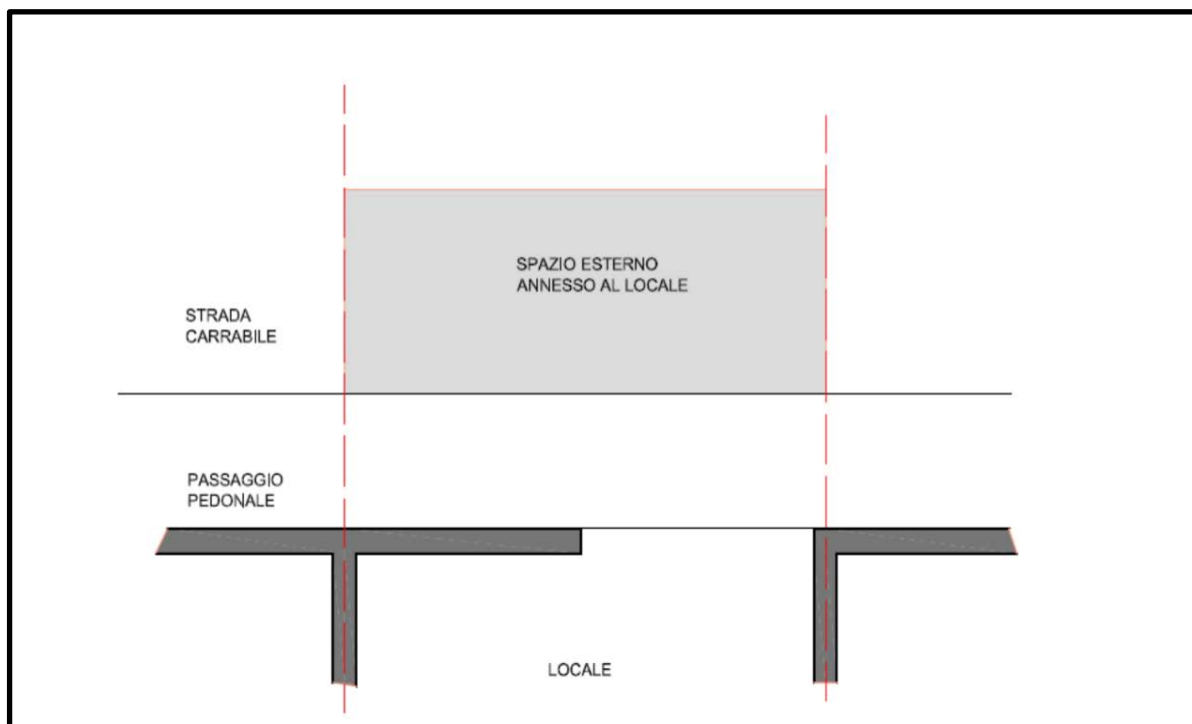 SPAZIO ESTERNO
ANNESSO AL LOCALE
STRADA
CARRABILE
PASSAGGIO
PEDONALE
LOCALE